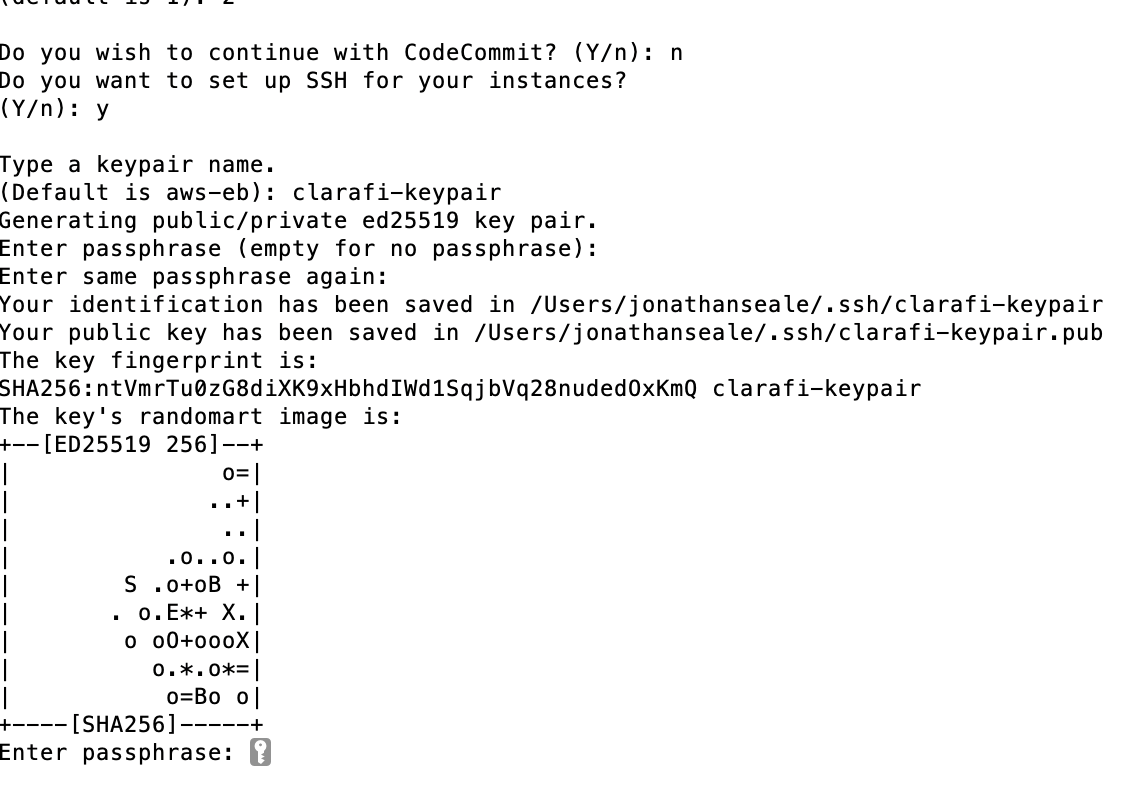 (default is 1): 2
Do you wish to continue with CodeCommit? (Y/n): n
Do you want to set up SSH for your instances?
(Y/n): y
Type a keypair name.
(Default is aws-eb): clarafi-keypair
Generating public/private ed25519 key pair.
Enter passphrase (empty for no passphrase):
Enter same passphrase again:
Your identification has been saved in /Users/jonathanseale/.ssh/clarafi-keypair
Your public key has been saved in /Users/jonathanseale/.ssh/clarafi-keypair.pub
The key fingerprint is:
SHA256:ntVmrTu0zG8diXK9xHbhdIWd1SqjbVq28nudedOxKmQ clarafi-keypair
The key's randomart image is:
+--[ED25519 256]--+
|               o=|
|              ..+|
|               ..|
|           .o..o.|
|        S .o+oB +|
|       . o.E*+ X.|
|        o oO+oooX|
|          o.*.o*=|
|           o=Bo o|
+----[SHA256]-----+
Enter passphrase: